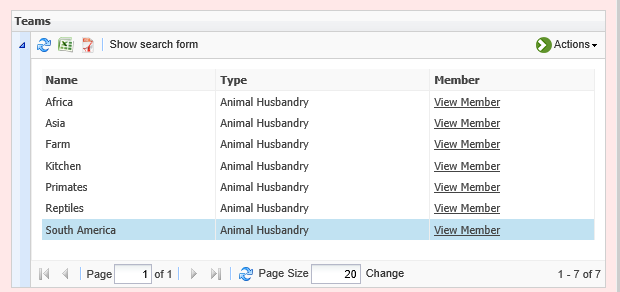 Teams
Show search form Actions
Name Type Member
Africa Animal Husbandry View Member
Asia Animal Husbandry View Member
Farm Animal Husbandry View Member
Kitchen Animal Husbandry View Member
Primates Animal Husbandry View Member
Reptiles Animal Husbandry View Member
South America Animal Husbandry View Member
Page 1 of 1 Page Size 20 Change 1 - 7 of 7